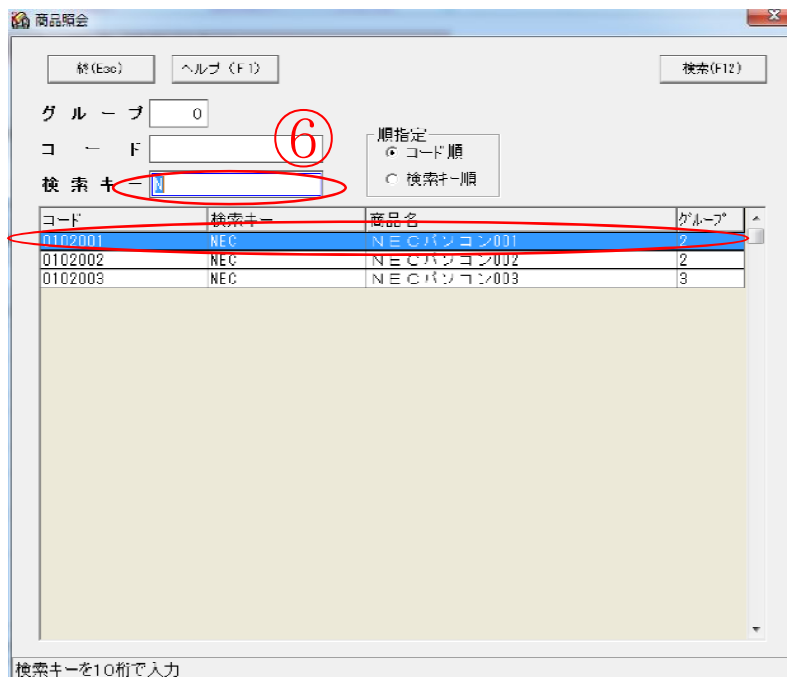 商品照会
終(Esc) ヘルプ(F1) 検索(F12)
グループ 0
コード
検索キー N
⑥
順指定
コード順
検索キー順
コード 検索キー 商品名 ｸﾞﾙｰﾌﾟ
0102001 NEC ＮＥＣパソコン001 2
0102002 NEC ＮＥＣパソコン002 2
0102003 NEC ＮＥＣパソコン003 3
検索キーを10桁で入力